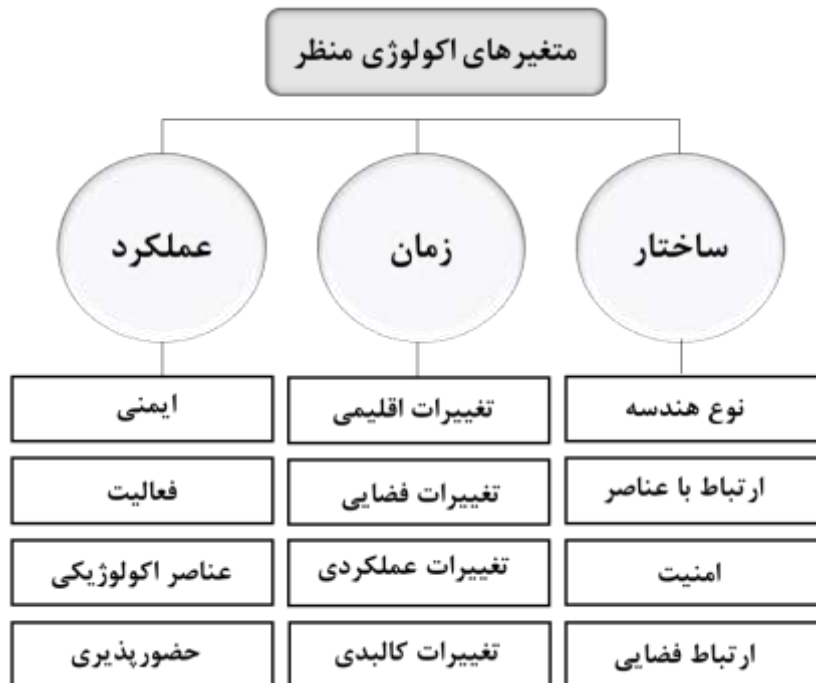 متغیرهای اکولوژی منظر
ساختار
زمان
عملکرد
نوع هندسه
تغییرات اقلیمی
ایمنی
ارتباط با عناصر
تغییرات فضایی
فعالیت
امنیت
تغییرات عملکردی
عناصر اکولوژیکی
ارتباط فضایی
تغییرات کالبدی
حضورپذیری